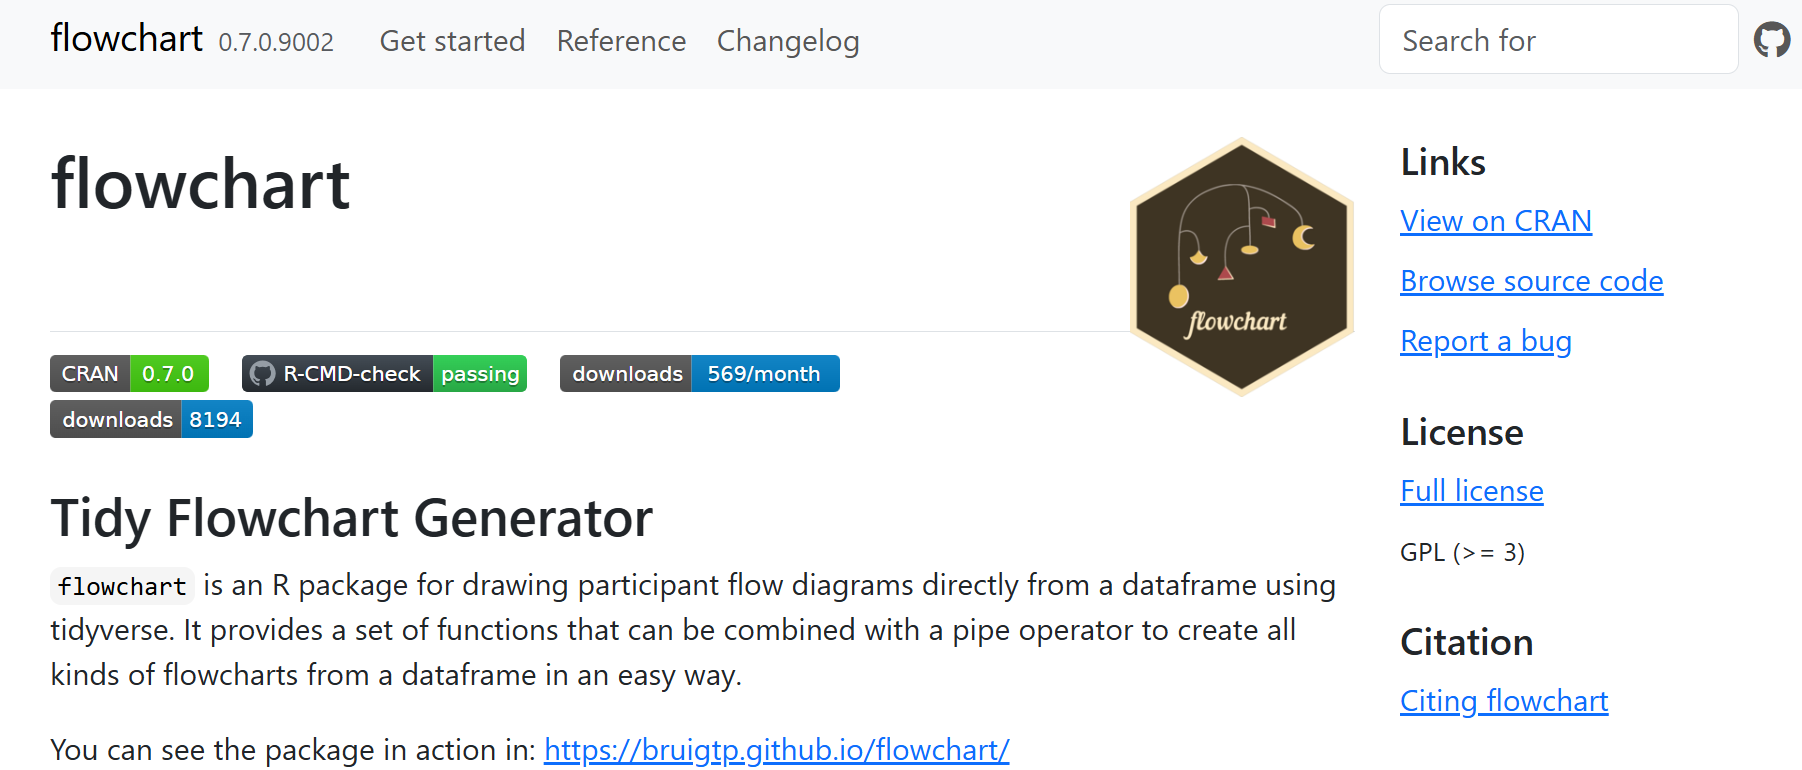 flowchart 0.7.0.9002 Get started Reference Changelog Search for
flowchart
flowchart
CRAN 0.7.0 R-CMD-check passing downloads 569/month
downloads 8194
Tidy Flowchart Generator
flowchart is an R package for drawing participant flow diagrams directly from a dataframe using
tidyverse. It provides a set of functions that can be combined with a pipe operator to create all
kinds of flowcharts from a dataframe in an easy way.
You can see the package in action in: https://bruigtp.github.io/flowchart/
Links
View on CRAN
Browse source code
Report a bug
License
Full license
GPL (>= 3)
Citation
Citing flowchart